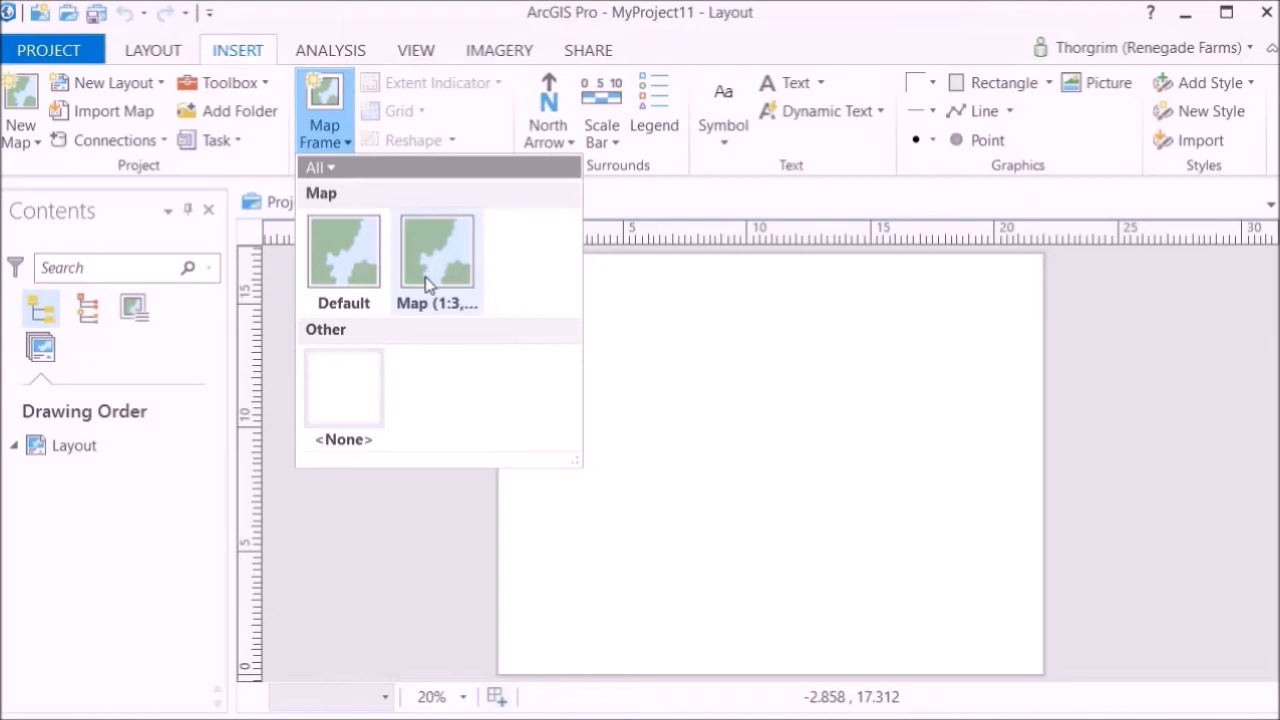 ArcGIS Pro - MyProject11 - Layout
?
PROJECT LAYOUT INSERT ANALYSIS VIEW IMAGERY SHARE Thorgrim (Renegade Farms)
New Map
New Layout
Import Map
Connections
Toolbox
Add Folder
Task
Project
Map Frame
Extent Indicator
Grid
Reshape
North Arrow
0 5 10
Scale Bar
Legend
Surrounds
Aa
Symbol
Text
Dynamic Text
Text
Rectangle
Line
Point
Picture
Graphics
Add Style
New Style
Import
Styles
All
Map
Default
Map (1:3,...
Other
<None>
Contents
Search
Drawing Order
Layout
Proj
5 10 15 20 25 30
15
10
5
0
20%
-2.858 , 17.312